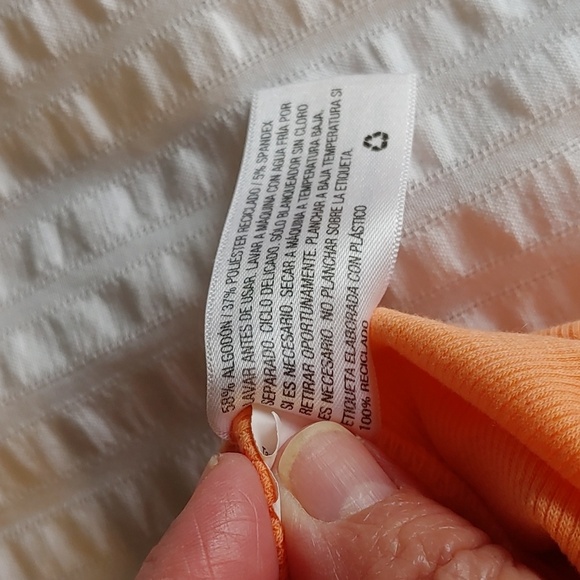 58% ALGODÓN / 37% POLIÉSTER RECICLADO / 5% SPANDEX
LAVAR ANTES DE USAR. LAVAR A MÁQUINA CON AGUA FRÍA POR
SEPARADO. CICLO DELICADO. SÓLO BLANQUEADOR SIN CLORO
SI ES NECESARIO. SECAR A MÁQUINA A TEMPERATURA BAJA.
RETIRAR OPORTUNAMENTE. PLANCHAR A BAJA TEMPERATURA SI
ES NECESARIO. NO PLANCHAR SOBRE LA ETIQUETA.
ETIQUETA ELABORADA CON PLÁSTICO
100% RECICLADO